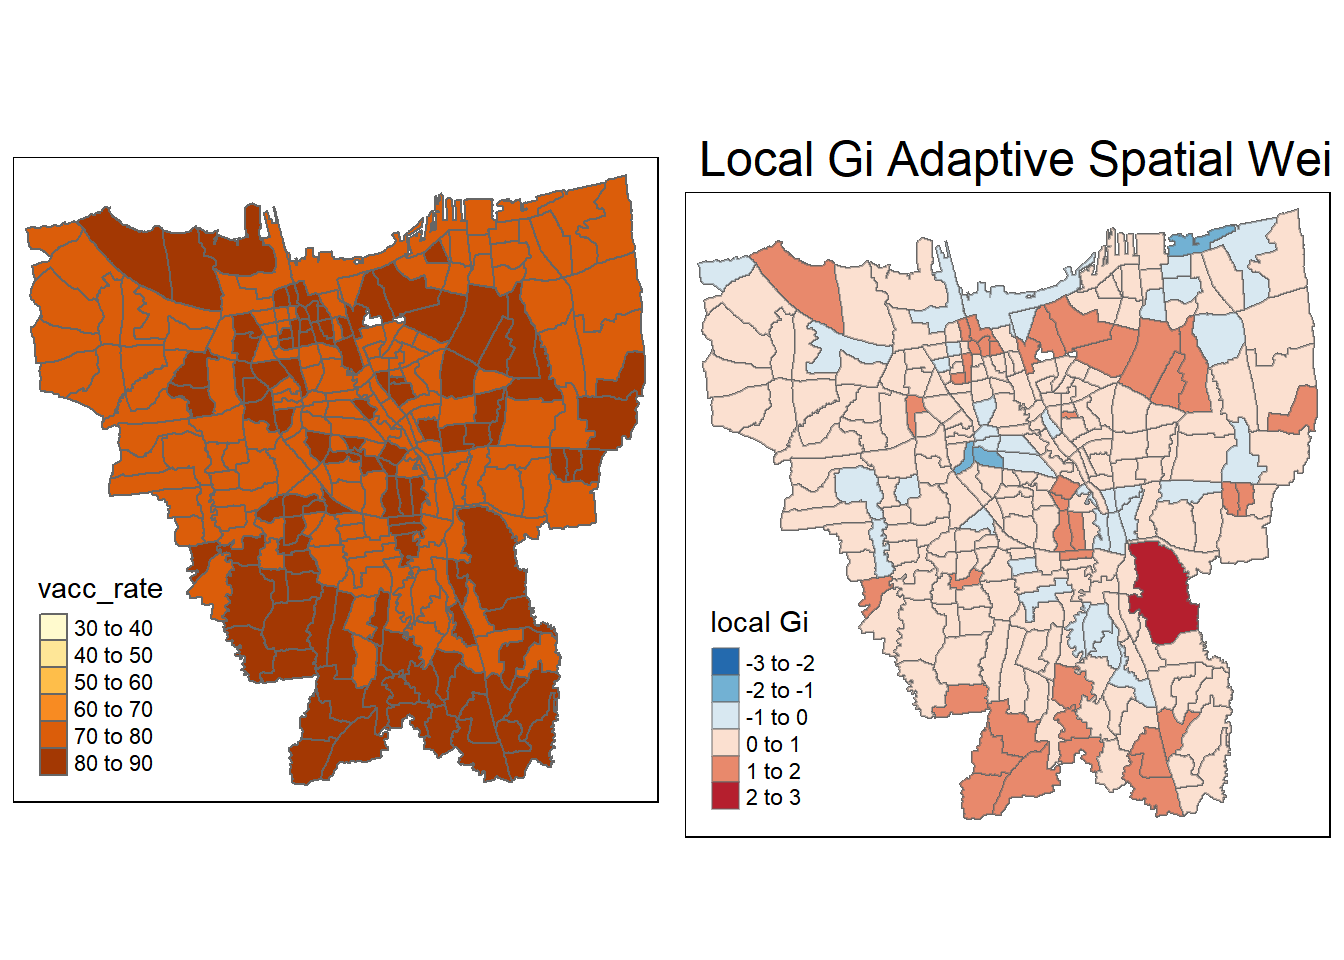 vacc_rate
30 to 40
40 to 50
50 to 60
60 to 70
70 to 80
80 to 90
Local Gi Adaptive Spatial Wei
local Gi
-3 to -2
-2 to -1
-1 to 0
0 to 1
1 to 2
2 to 3